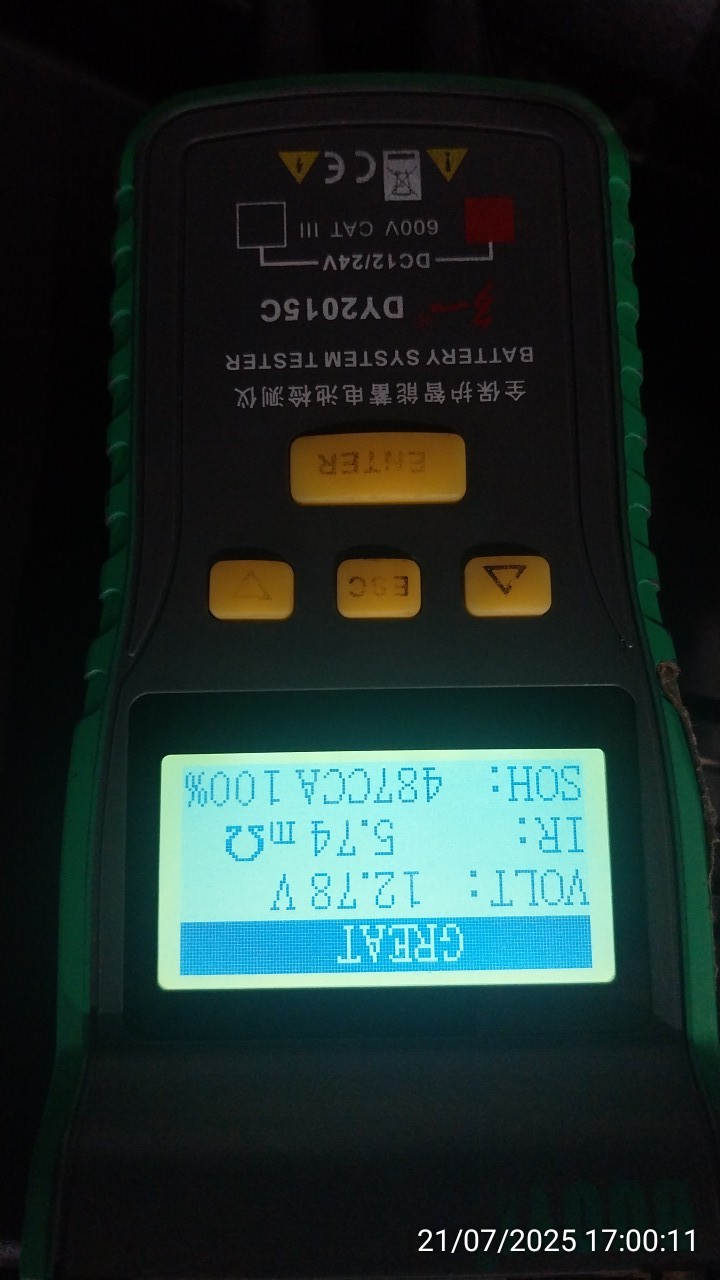 GREAT
VOLT: 12.78 V
IR: 5.74 mΩ
SOH: 487CCA 100%
ESC
ENTER
全保护智能蓄电池检测仪
BATTERY SYSTEM TESTER
DY2015C
DC12/24V
600V CAT III
CE
21/07/2025 17:00:11